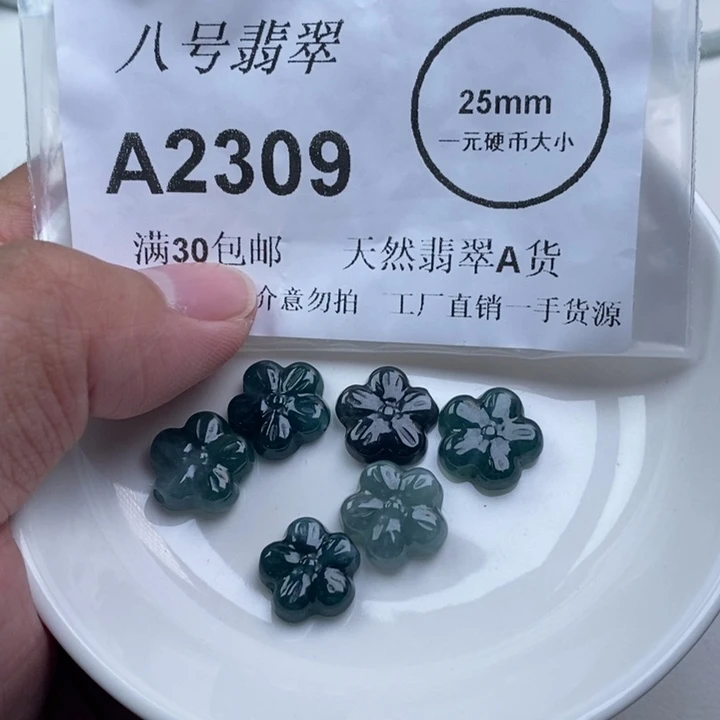 八号翡翠
25mm
一元硬币大小
A2309
满30包邮 天然翡翠A货
介意勿拍 工厂直销一手货源